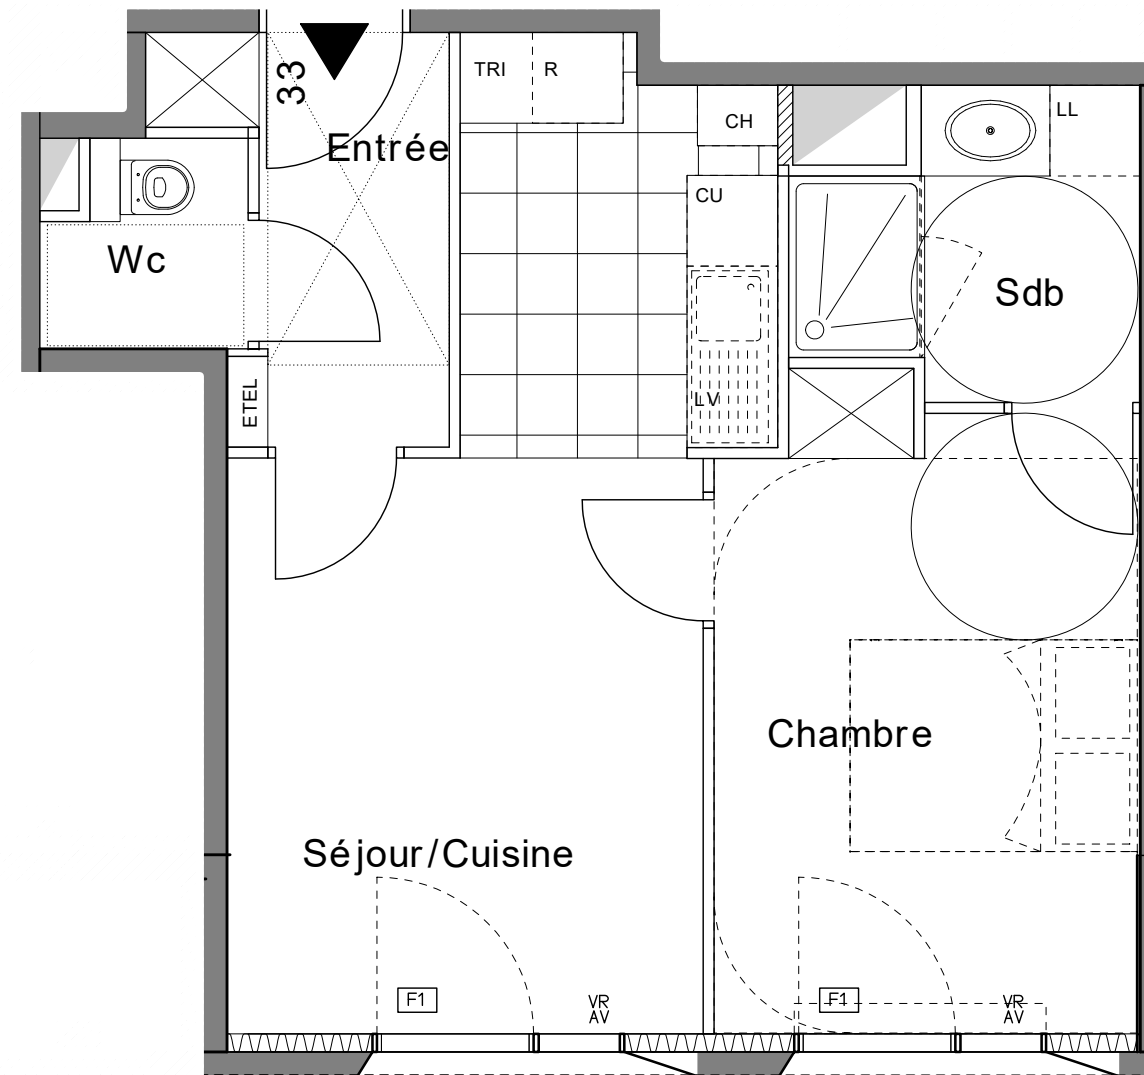 33
TRI
R
Entrée
CH
LL
CU
Wc
Sdb
ETEL
LV
Chambre
Séjour/Cuisine
F1
VR
AV
F1
VR
AV